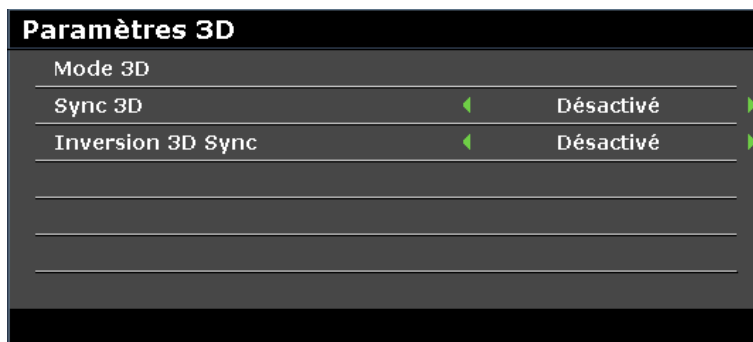 Paramètres 3D
Mode 3D
Sync 3D Désactivé
Inversion 3D Sync Désactivé